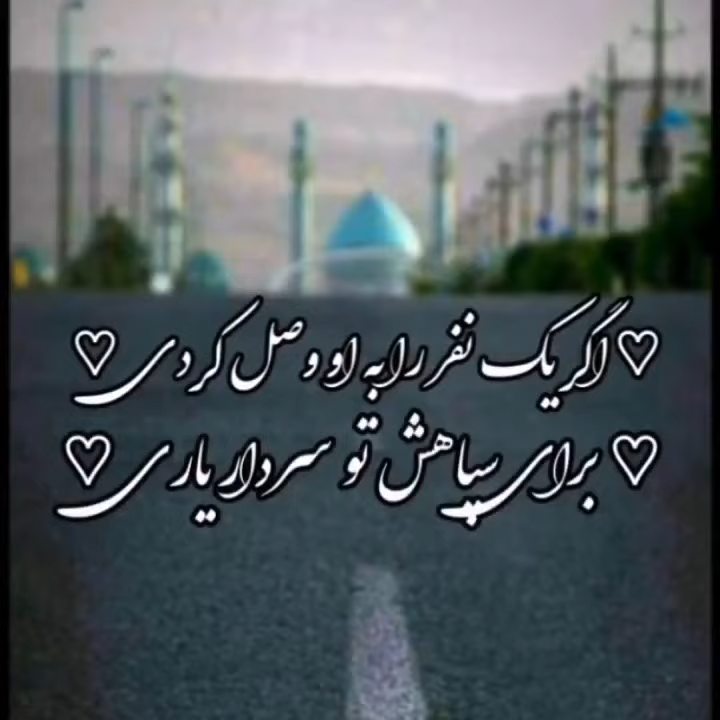 ♡ اگر یک نفر را به او وصل کردی ♡
♡ برای سپاهش تو سردار یاری ♡